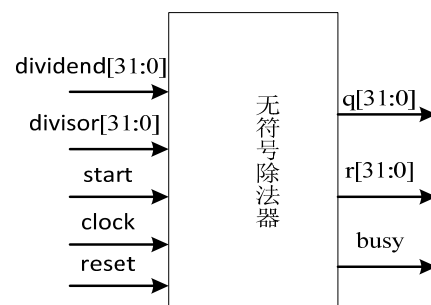 dividend[31:0]
divisor[31:0]
start
clock
reset
无符号除法器
q[31:0]
r[31:0]
busy